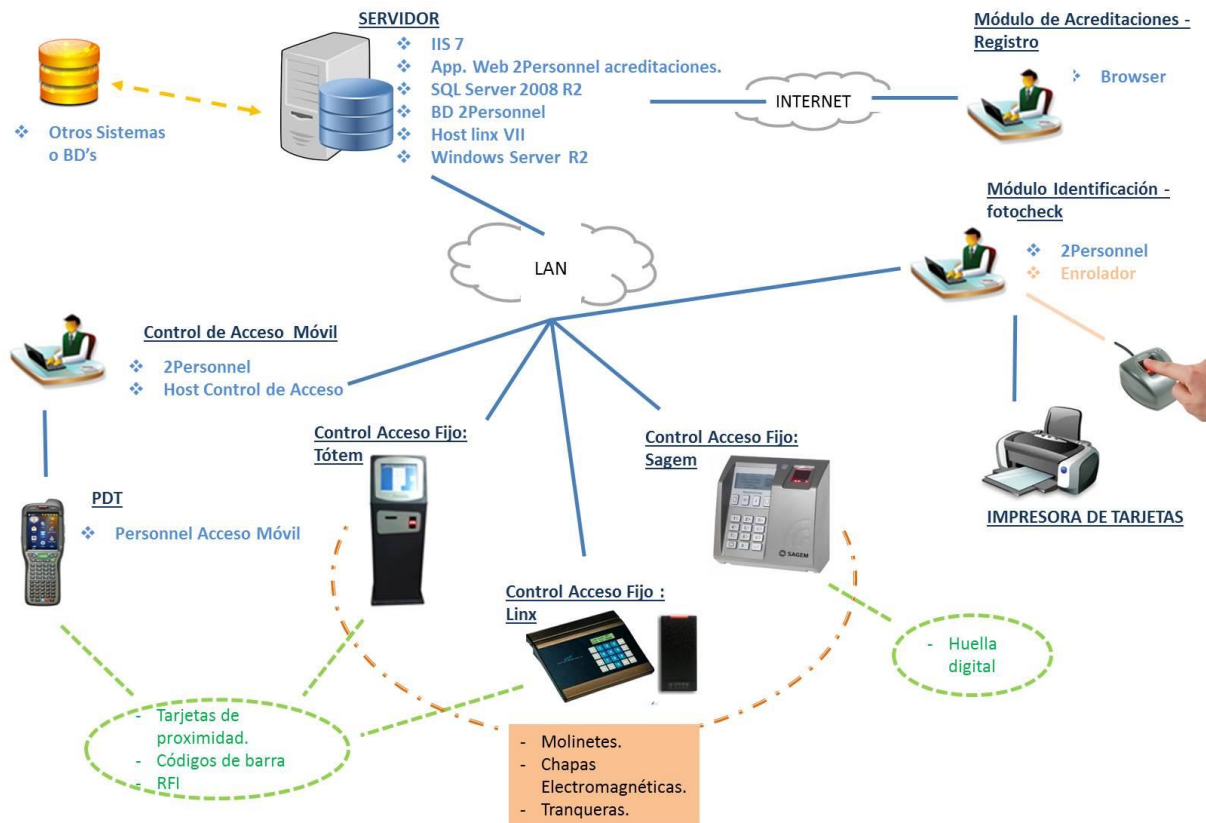 SERVIDOR
IIS 7
App. Web 2Personnel acreditaciones.
SQL Server 2008 R2
BD 2Personnel
Host linx VII
Windows Server R2
Otros Sistemas
o BD's
INTERNET
Módulo de Acreditaciones -
Registro
Browser
Módulo Identificación -
fotocheck
2Personnel
Enrolador
LAN
Control de Acceso Móvil
2Personnel
Host Control de Acceso
Control Acceso Fijo:
Tótem
Control Acceso Fijo:
Sagem
SAGEM
IMPRESORA DE TARJETAS
PDT
Personnel Acceso Móvil
Control Acceso Fijo :
Linx
- Huella
digital
- Tarjetas de
proximidad.
- Códigos de barra
- RFI
- Molinetes.
- Chapas
Electromagnéticas.
- Tranqueras.